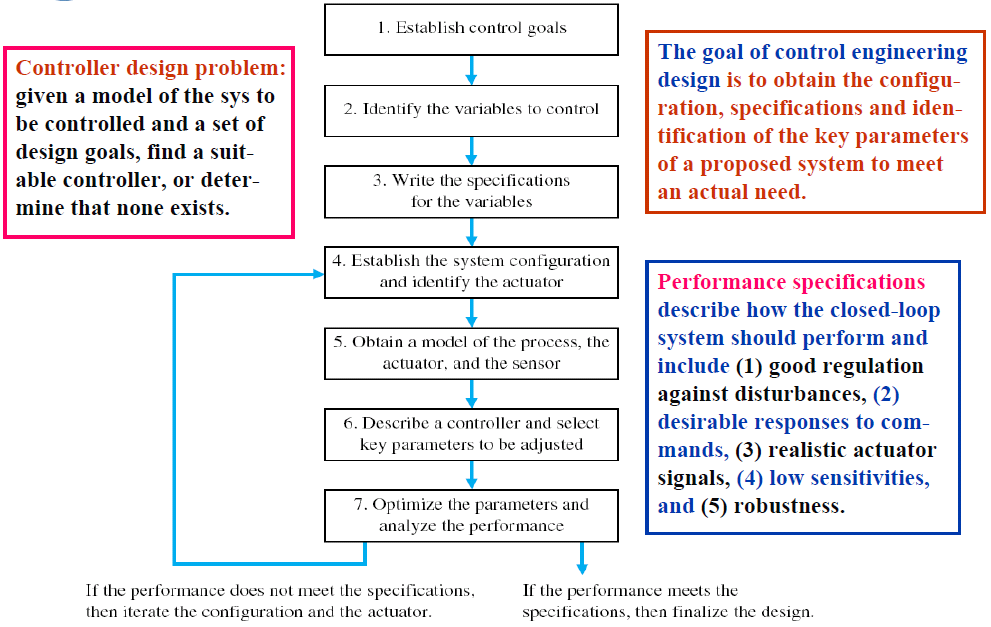 1. Establish control goals
Controller design problem:
given a model of the sys to
be controlled and a set of
design goals, find a suit-
able controller, or deter-
mine that none exists.
The goal of control engineering
design is to obtain the configu-
ration, specifications and iden-
tification of the key parameters
of a proposed system to meet
an actual need.
2. Identify the variables to control
3. Write the specifications
for the variables
4. Establish the system configuration
and identify the actuator
5. Obtain a model of the process, the
actuator, and the sensor
6. Describe a controller and select
key parameters to be adjusted
7. Optimize the parameters and
analyze the performance
Performance specifications
describe how the closed-loop
system should perform and
include (1) good regulation
against disturbances, (2)
desirable responses to com-
mands, (3) realistic actuator
signals, (4) low sensitivities,
and (5) robustness.
If the performance does not meet the specifications,
then iterate the configuration and the actuator.
If the performance meets the
specifications, then finalize the design.